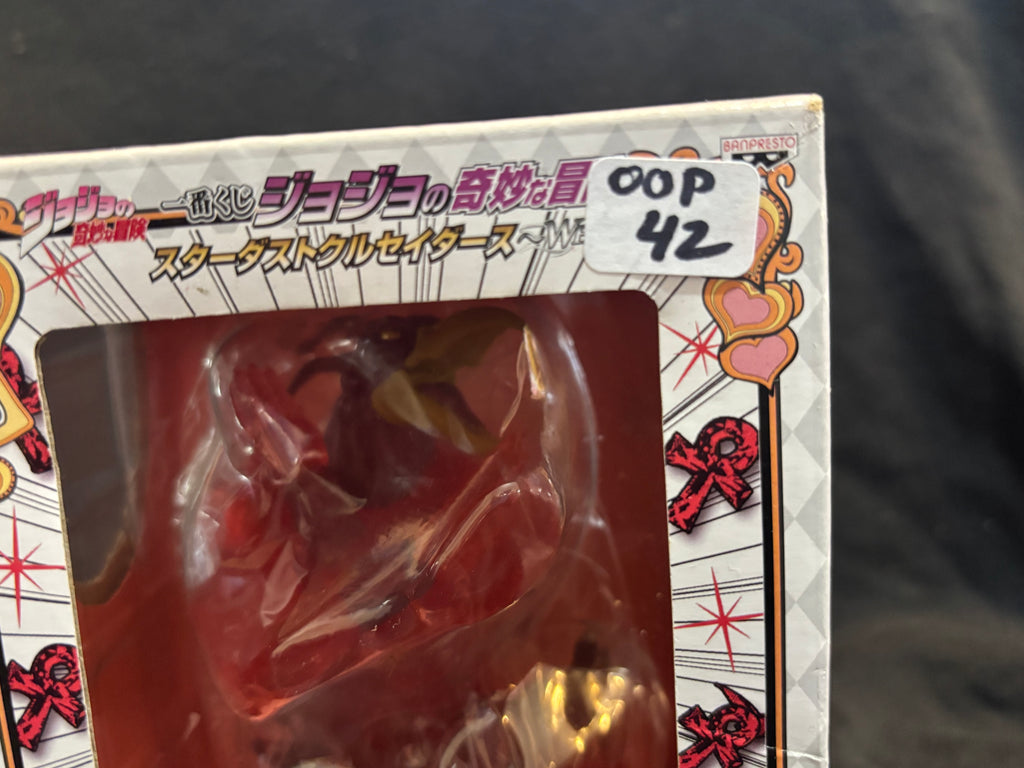 BANPRESTO
一番くじ ジョジョの奇妙な冒
OOP
42
ジョジョの
奇妙な冒険
スターダストクルセイダース～